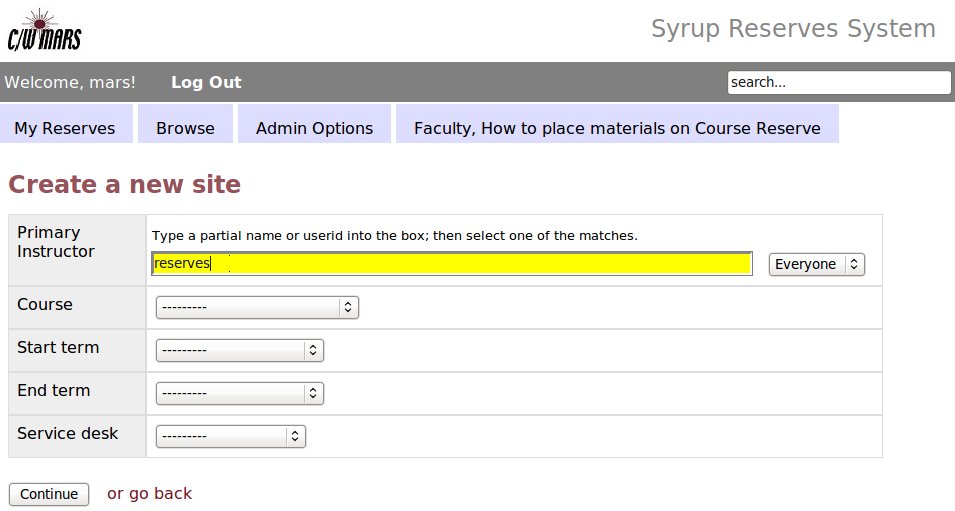 C/W MARS
Syrup Reserves System
Welcome, mars! Log Out search...
My Reserves Browse Admin Options Faculty, How to place materials on Course Reserve
Create a new site
Primary Instructor
Type a partial name or userid into the box; then select one of the matches.
reserves Everyone
Course ---------
Start term ---------
End term ---------
Service desk ---------
Continue or go back